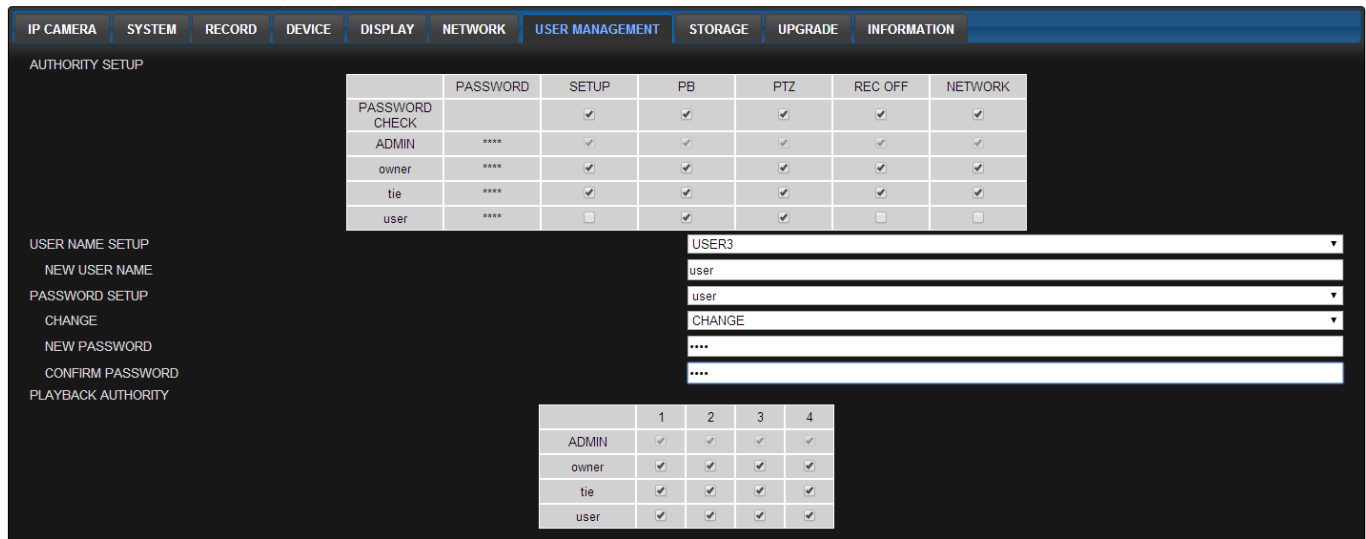 IP CAMERA SYSTEM RECORD DEVICE DISPLAY NETWORK USER MANAGEMENT STORAGE UPGRADE INFORMATION
AUTHORITY SETUP
PASSWORD SETUP PB PTZ REC OFF NETWORK
PASSWORD
CHECK
ADMIN ****
owner ****
tie ****
user ****
USER NAME SETUP USER3
NEW USER NAME user
PASSWORD SETUP user
CHANGE CHANGE
NEW PASSWORD ••••
CONFIRM PASSWORD ••••
PLAYBACK AUTHORITY
1 2 3 4
ADMIN
owner
tie
user